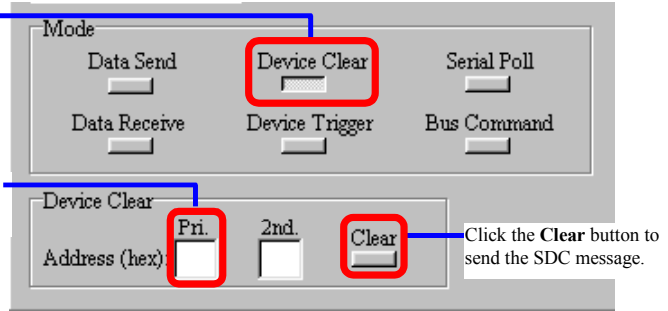 Mode
Data Send Device Clear Serial Poll
Data Receive Device Trigger Bus Command
Device Clear
Pri. 2nd. Clear
Address (hex):
Click the Clear button to
send the SDC message.